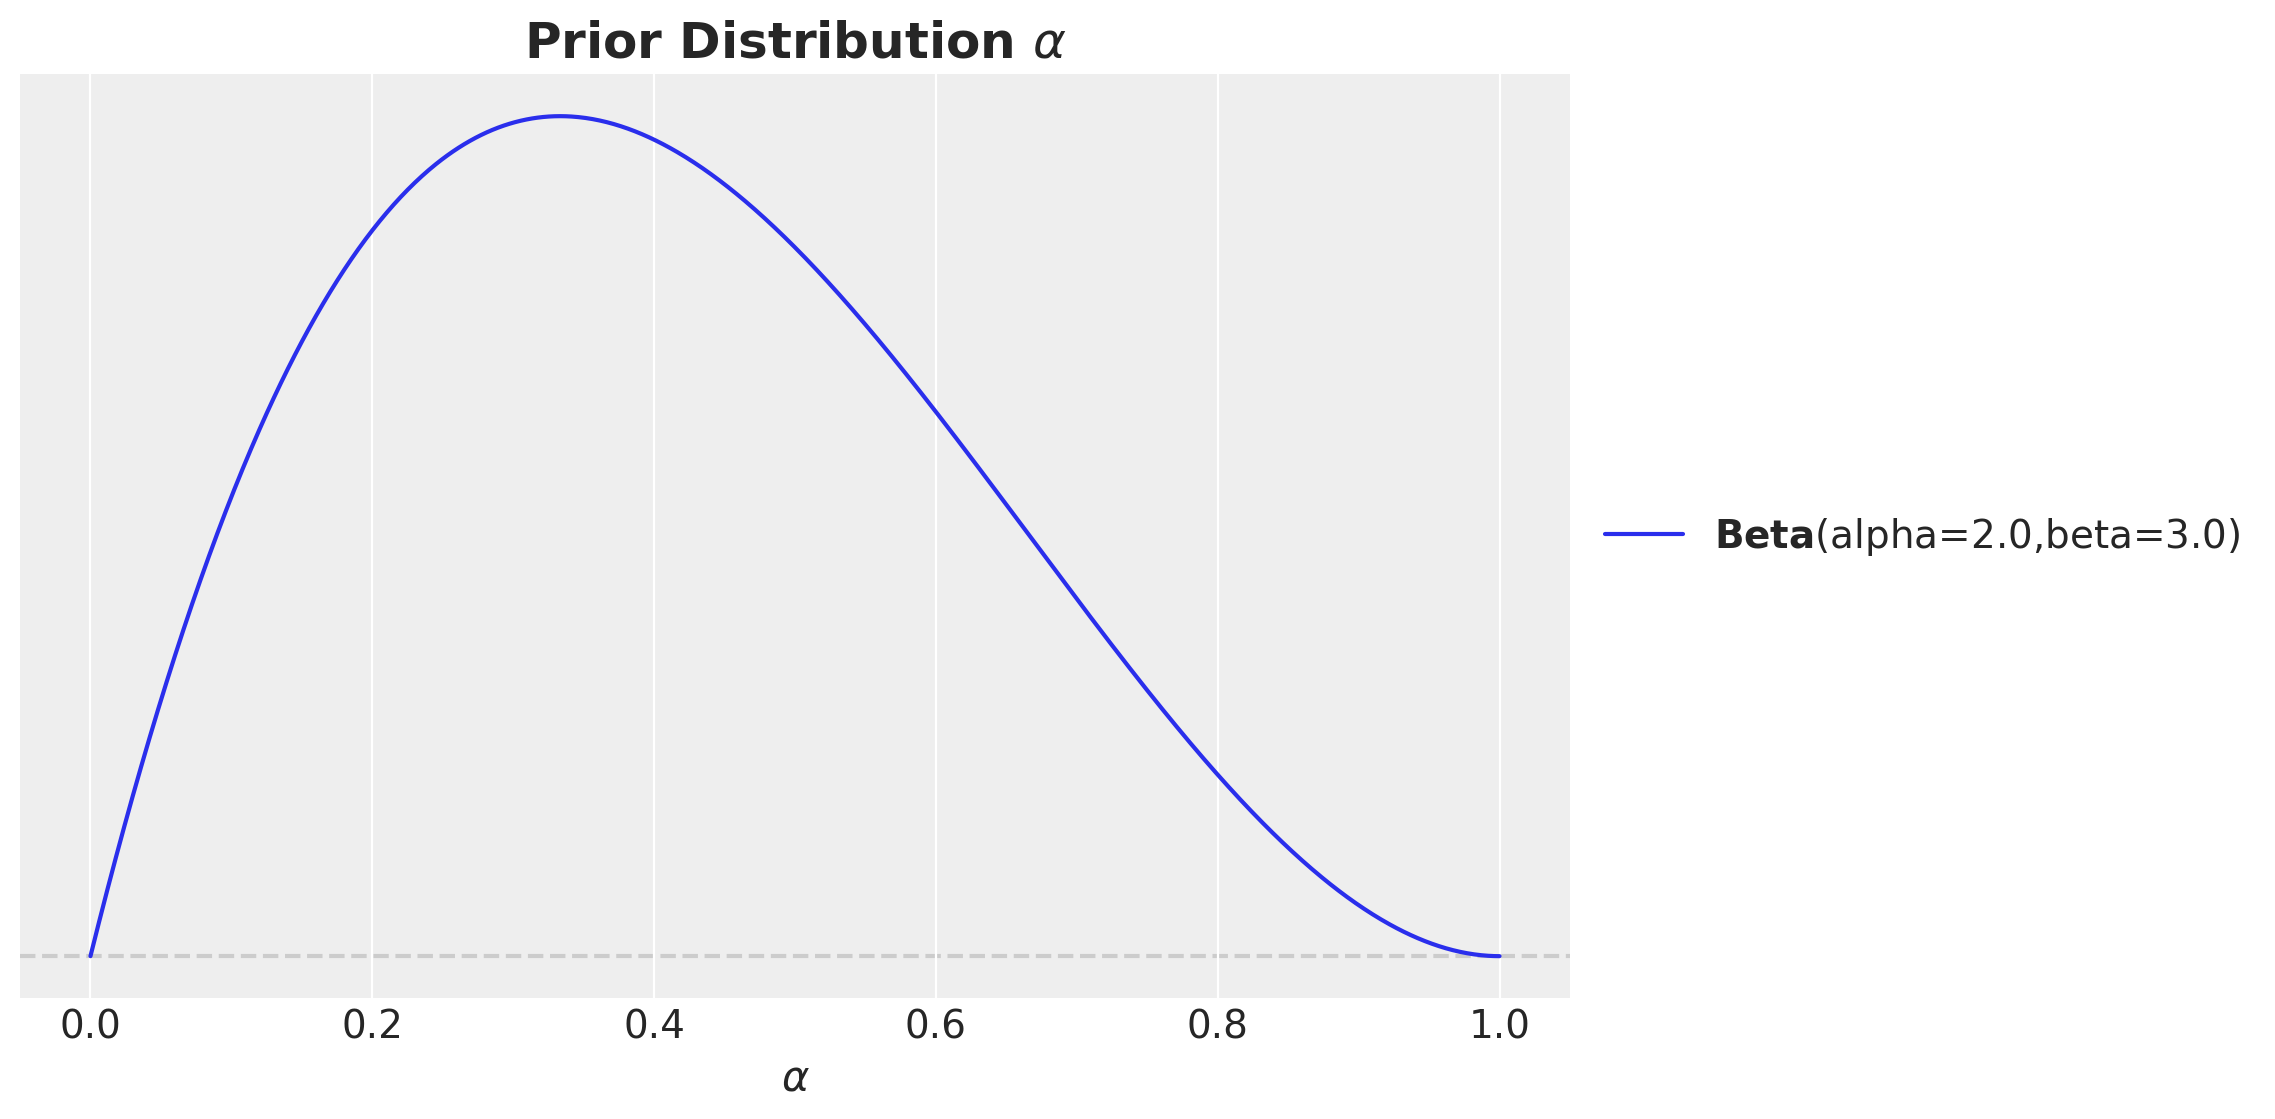 Prior Distribution α
Beta(alpha=2.0,beta=3.0)
0.0 0.2 0.4 0.6 0.8 1.0
α